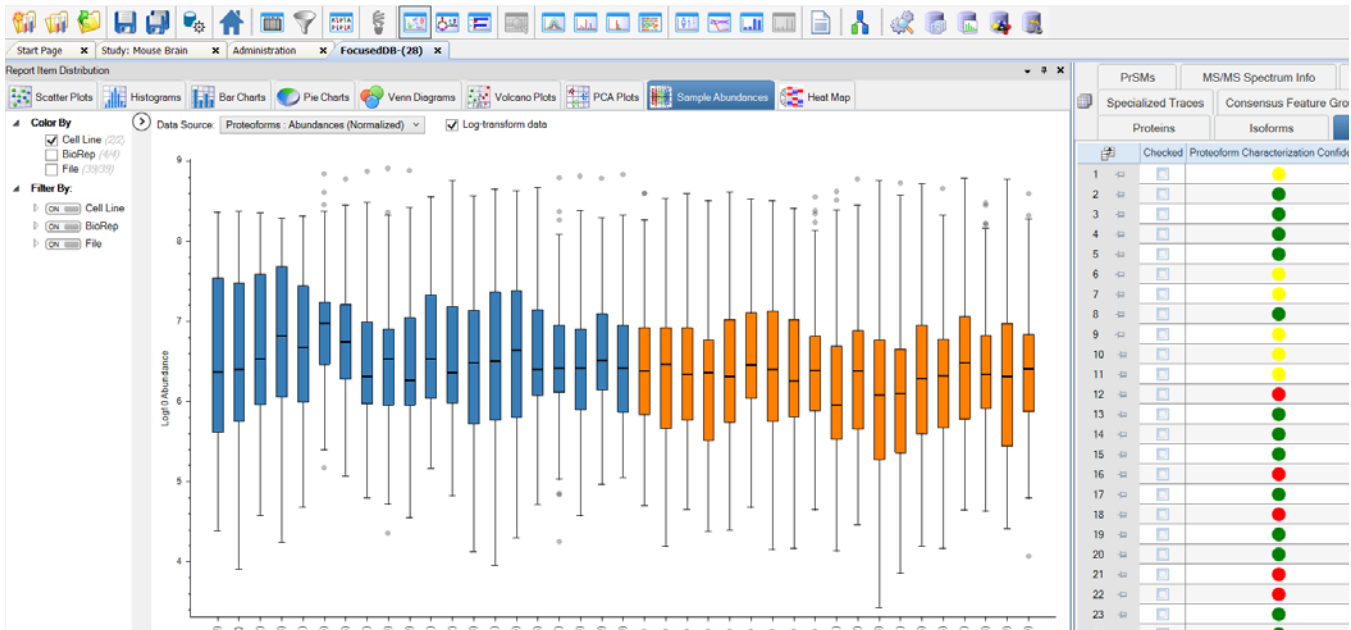 Start Page x Study: Mouse Brain x Administration x FocusedDB-(28) x
Report Item Distribution
Scatter Plots Histograms Bar Charts Pie Charts Venn Diagrams Volcano Plots PCA Plots Sample Abundances Heat Map
Color By
Cell Line (2/2)
BioRep (4/4)
File (39/39)
Filter By:
ON Cell Line
ON BioRep
ON File
Data Source: Proteoforms : Abundances (Normalized) Log-transform data
Log10 Abundance
9
8
7
6
5
4
PrSMs MS/MS Spectrum Info
Specialized Traces Consensus Feature Gro
Proteins Isoforms
Checked Proteoform Characterization Confide
1
2
3
4
5
6
7
8
9
10
11
12
13
14
15
16
17
18
19
20
21
22
23